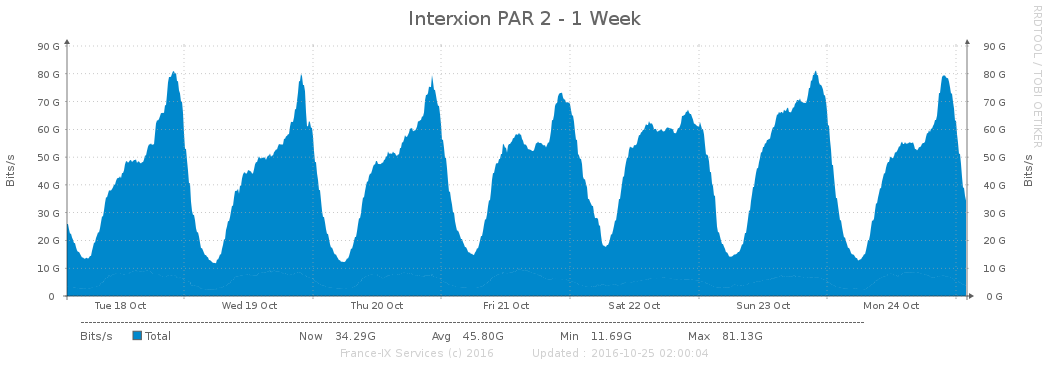 Interxion PAR 2 - 1 Week
RRDTOOL / TOBI OETIKER
90 G 90 G
80 G 80 G
70 G 70 G
60 G 60 G
50 G 50 G
40 G 40 G
30 G 30 G
20 G 20 G
10 G 10 G
0 0 G
Bits/s
Bits/s
Tue 18 Oct Wed 19 Oct Thu 20 Oct Fri 21 Oct Sat 22 Oct Sun 23 Oct Mon 24 Oct
Bits/s Total Now 34.29G Avg 45.80G Min 11.69G Max 81.13G
France-IX Services (c) 2016 Updated : 2016-10-25 02:00:04